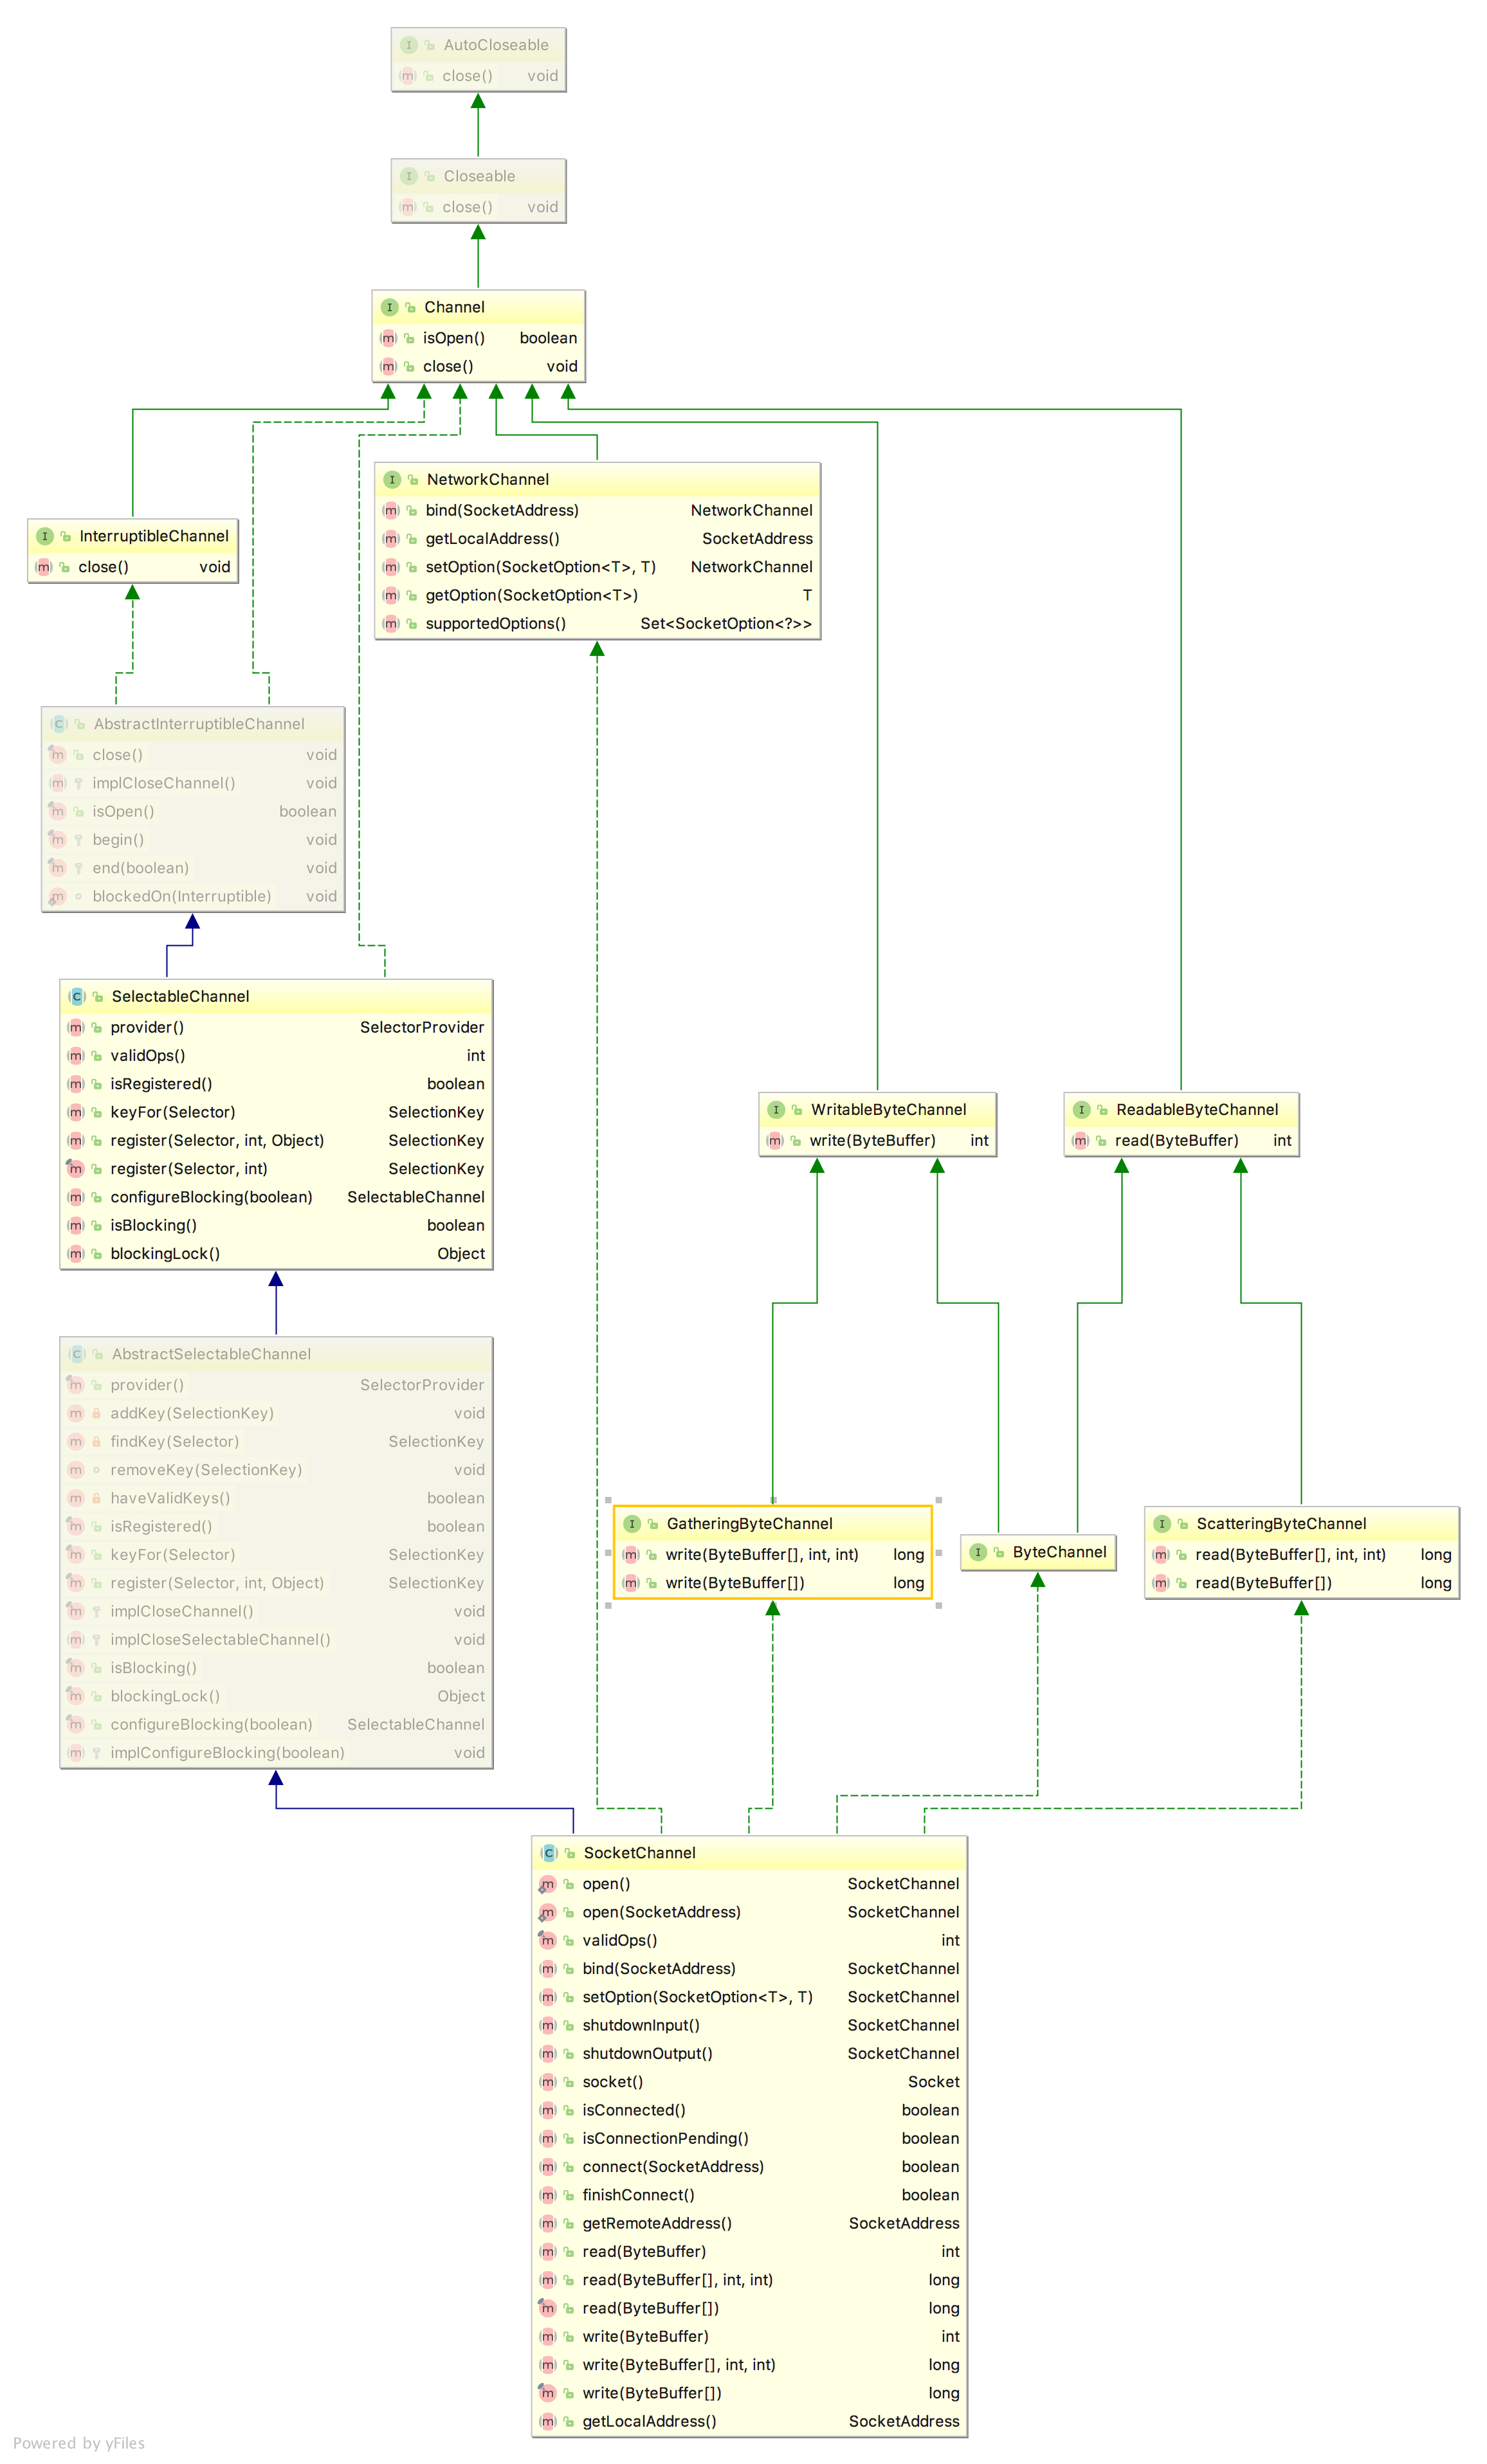 AutoCloseable
close() void
Closeable
close() void
Channel
isOpen() boolean
close() void
NetworkChannel
bind(SocketAddress) NetworkChannel
getLocalAddress() SocketAddress
setOption(SocketOption<T>, T) NetworkChannel
getOption(SocketOption<T>) T
supportedOptions() Set<SocketOption<?>>
InterruptibleChannel
close() void
AbstractInterruptibleChannel
close() void
implCloseChannel() void
isOpen() boolean
begin() void
end(boolean) void
blockedOn(Interruptible) void
SelectableChannel
provider() SelectorProvider
validOps() int
isRegistered() boolean
keyFor(Selector) SelectionKey
register(Selector, int, Object) SelectionKey
register(Selector, int) SelectionKey
configureBlocking(boolean) SelectableChannel
isBlocking() boolean
blockingLock() Object
WritableByteChannel
write(ByteBuffer) int
ReadableByteChannel
read(ByteBuffer) int
AbstractSelectableChannel
provider() SelectorProvider
addKey(SelectionKey) void
findKey(Selector) SelectionKey
removeKey(SelectionKey) void
haveValidKeys() boolean
isRegistered() boolean
keyFor(Selector) SelectionKey
register(Selector, int, Object) SelectionKey
implCloseChannel() void
implCloseSelectableChannel() void
isBlocking() boolean
blockingLock() Object
configureBlocking(boolean) SelectableChannel
implConfigureBlocking(boolean) void
GatheringByteChannel
write(ByteBuffer[], int, int) long
write(ByteBuffer[]) long
ByteChannel
ScatteringByteChannel
read(ByteBuffer[], int, int) long
read(ByteBuffer[]) long
SocketChannel
open() SocketChannel
open(SocketAddress) SocketChannel
validOps() int
bind(SocketAddress) SocketChannel
setOption(SocketOption<T>, T) SocketChannel
shutdownInput() SocketChannel
shutdownOutput() SocketChannel
socket() Socket
isConnected() boolean
isConnectionPending() boolean
connect(SocketAddress) boolean
finishConnect() boolean
getRemoteAddress() SocketAddress
read(ByteBuffer) int
read(ByteBuffer[], int, int) long
read(ByteBuffer[]) long
write(ByteBuffer) int
write(ByteBuffer[], int, int) long
write(ByteBuffer[]) long
getLocalAddress() SocketAddress
Powered by yFiles